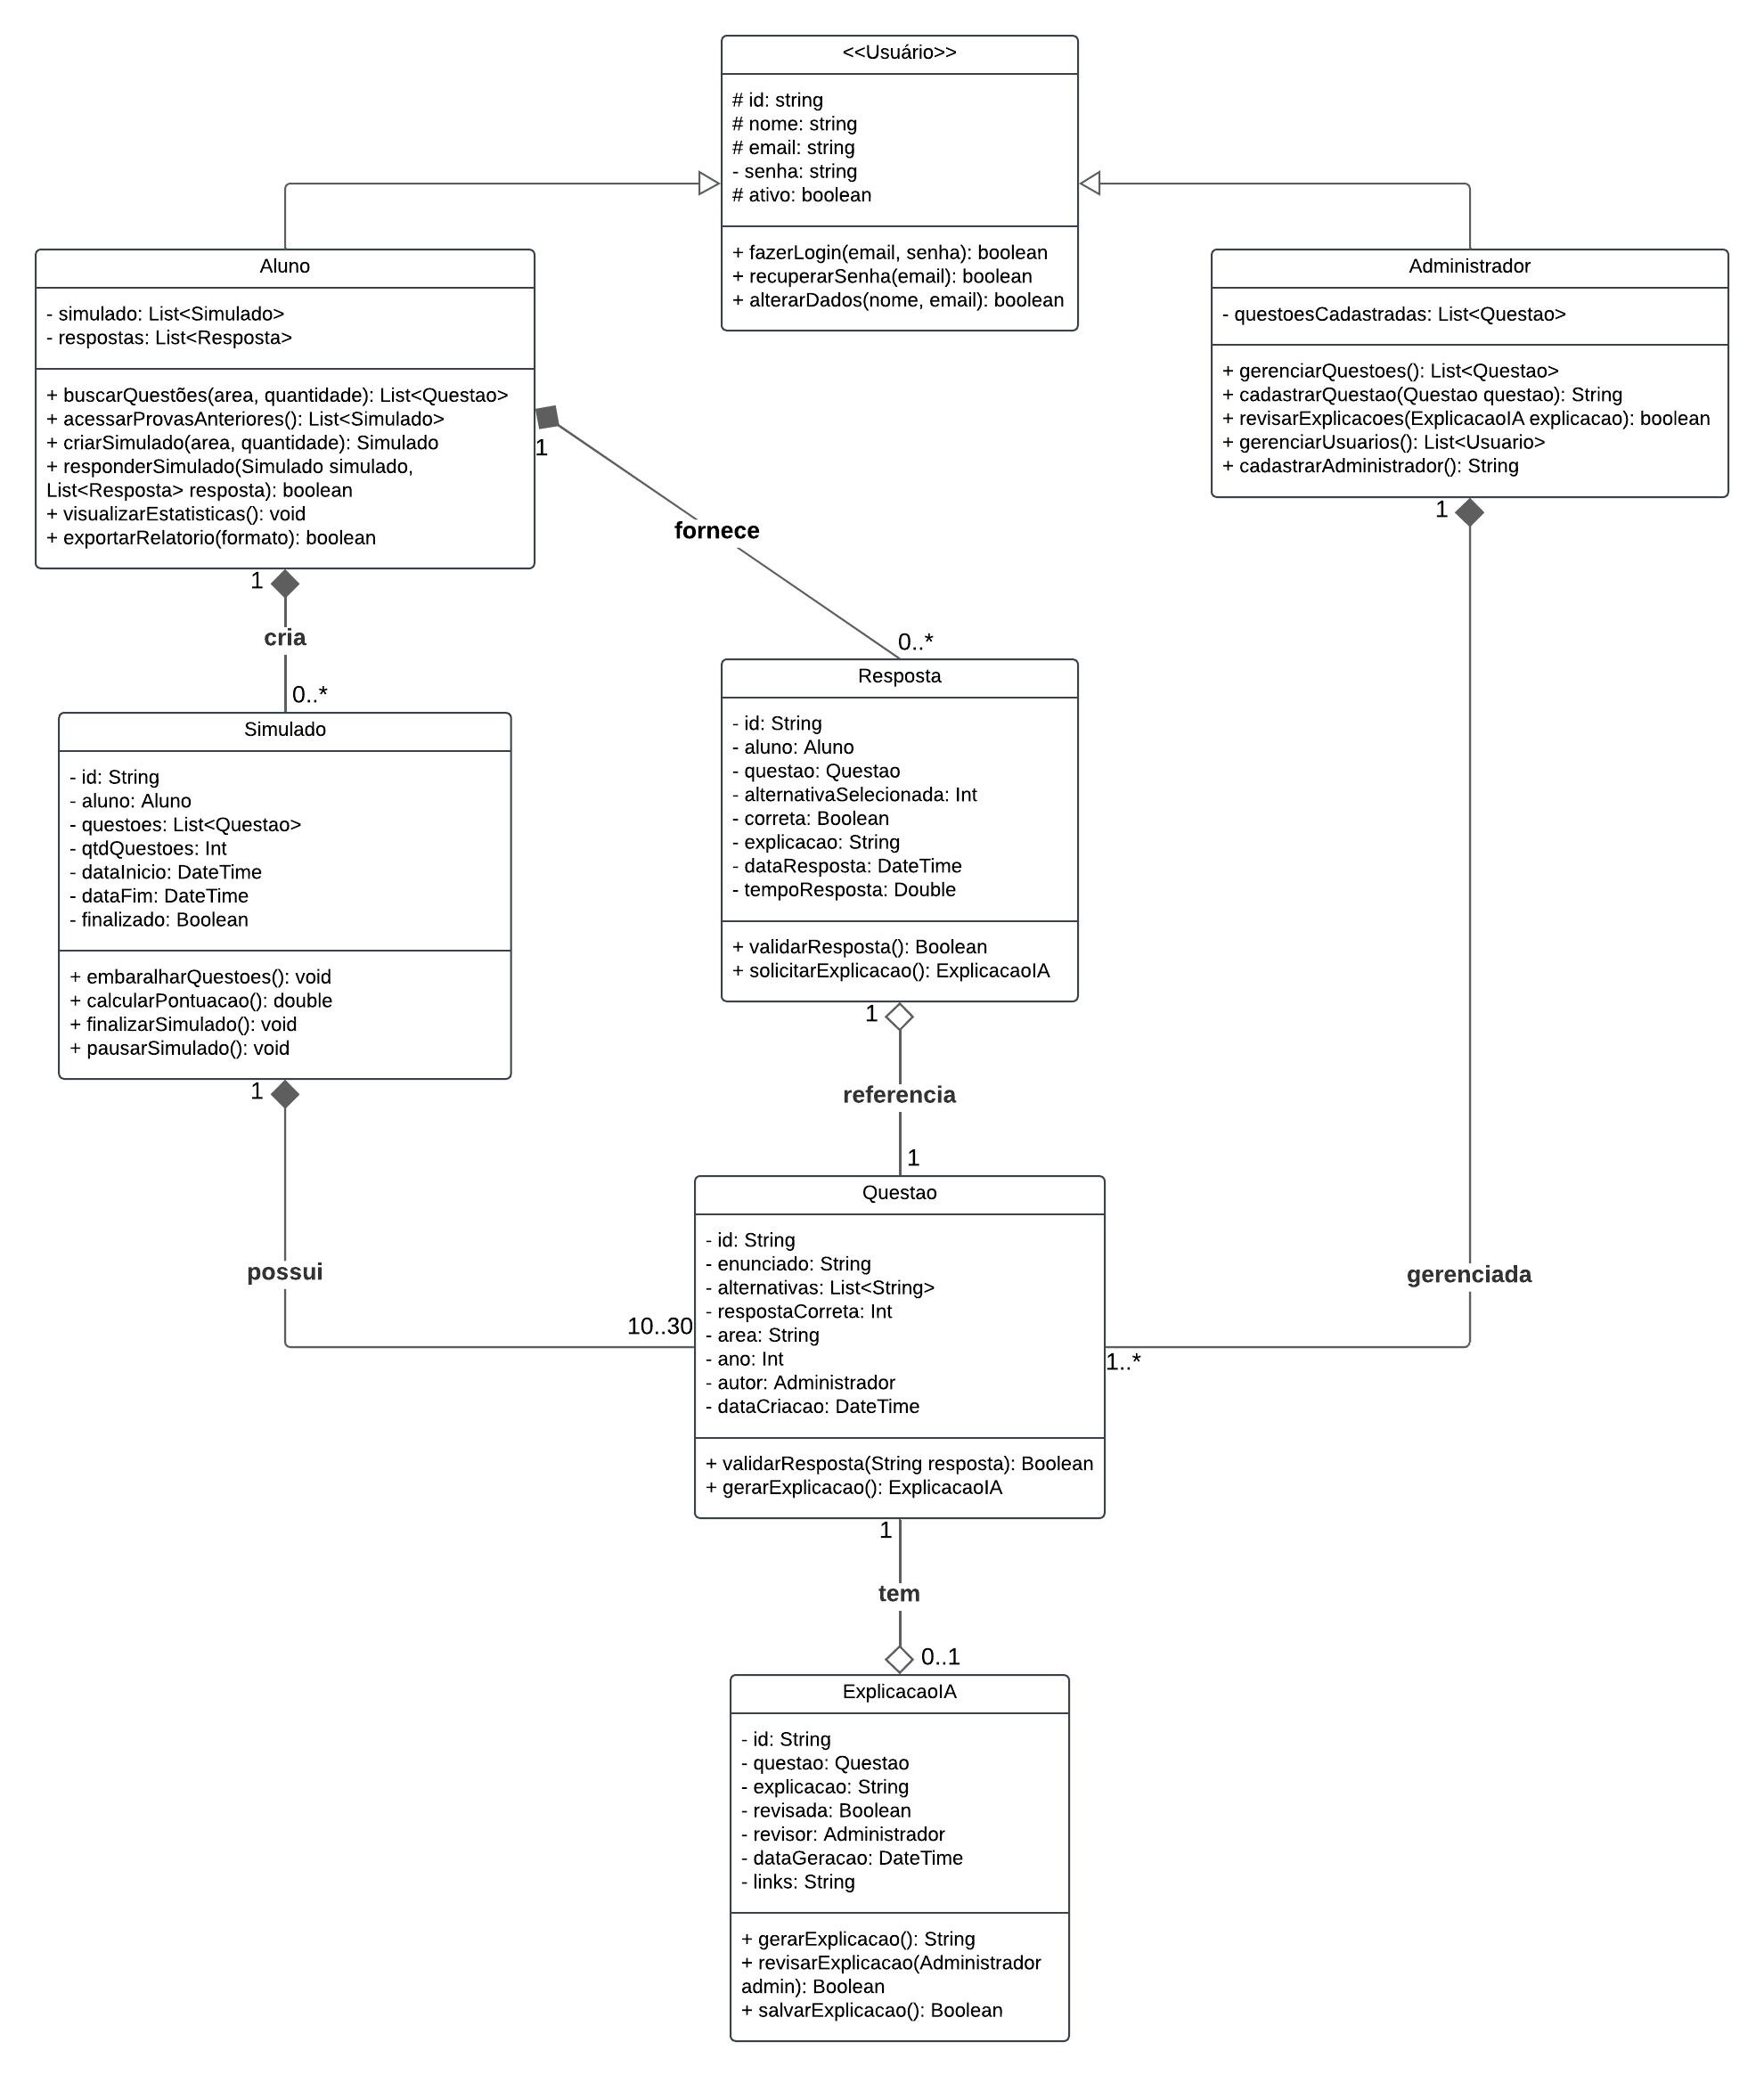 <<Usuário>>
# id: string
# nome: string
# email: string
- senha: string
# ativo: boolean
+ fazerLogin(email, senha): boolean
+ recuperarSenha(email): boolean
+ alterarDados(nome, email): boolean
Aluno
- simulado: List<Simulado>
- respostas: List<Resposta>
+ buscarQuestões(area, quantidade): List<Questao>
+ acessarProvasAnteriores(): List<Simulado>
+ criarSimulado(area, quantidade): Simulado
+ responderSimulado(Simulado simulado,
List<Resposta> resposta): boolean
+ visualizarEstatisticas(): void
+ exportarRelatorio(formato): boolean
Administrador
- questoesCadastradas: List<Questao>
+ gerenciarQuestoes(): List<Questao>
+ cadastrarQuestao(Questao questao): String
+ revisarExplicacoes(ExplicacaoIA explicacao): boolean
+ gerenciarUsuarios(): List<Usuario>
+ cadastrarAdministrador(): String
1
fornece
0..*
1
cria
0..*
1
Simulado
- id: String
- aluno: Aluno
- questoes: List<Questao>
- qtdQuestoes: Int
- dataInicio: DateTime
- dataFim: DateTime
- finalizado: Boolean
+ embaralharQuestoes(): void
+ calcularPontuacao(): double
+ finalizarSimulado(): void
+ pausarSimulado(): void
Resposta
- id: String
- aluno: Aluno
- questao: Questao
- alternativaSelecionada: Int
- correta: Boolean
- explicacao: String
- dataResposta: DateTime
- tempoResposta: Double
+ validarResposta(): Boolean
+ solicitarExplicacao(): ExplicacaoIA
1
referencia
1
1
possui
10..30
gerenciada
1..*
Questao
- id: String
- enunciado: String
- alternativas: List<String>
- respostaCorreta: Int
- area: String
- ano: Int
- autor: Administrador
- dataCriacao: DateTime
+ validarResposta(String resposta): Boolean
+ gerarExplicacao(): ExplicacaoIA
1
tem
0..1
ExplicacaoIA
- id: String
- questao: Questao
- explicacao: String
- revisada: Boolean
- revisor: Administrador
- dataGeracao: DateTime
- links: String
+ gerarExplicacao(): String
+ revisarExplicacao(Administrador
admin): Boolean
+ salvarExplicacao(): Boolean